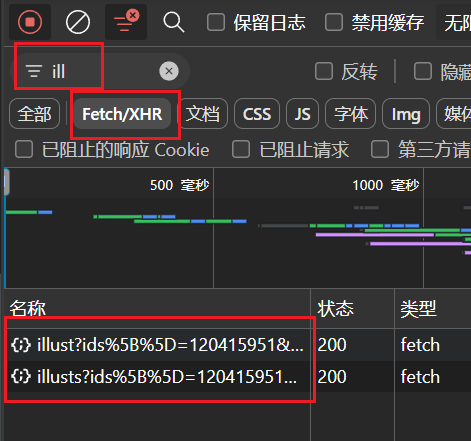 保留日志 禁用缓存 无限
ill 反转 隐藏
全部 Fetch/XHR 文档 CSS JS 字体 Img 媒体
已阻止的响应 Cookie 已阻止请求 第三方请
500 毫秒 1000 毫秒
名称 状态 类型
illust?ids%5B%5D=120415951&... 200 fetch
illusts?ids%5B%5D=120415951... 200 fetch